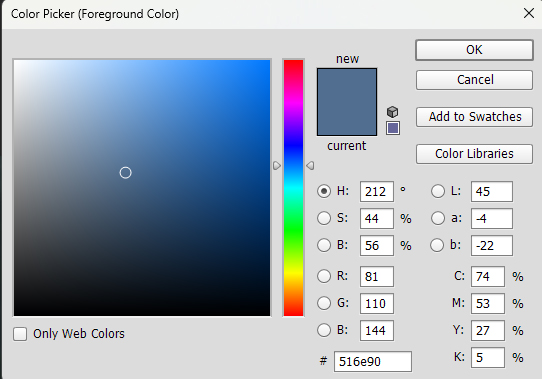 Color Picker (Foreground Color)
new
current
OK
Cancel
Add to Swatches
Color Libraries
H: 212 °
S: 44 %
B: 56 %
R: 81
G: 110
B: 144
# 516e90
L: 45
a: -4
b: -22
C: 74 %
M: 53 %
Y: 27 %
K: 5 %
Only Web Colors